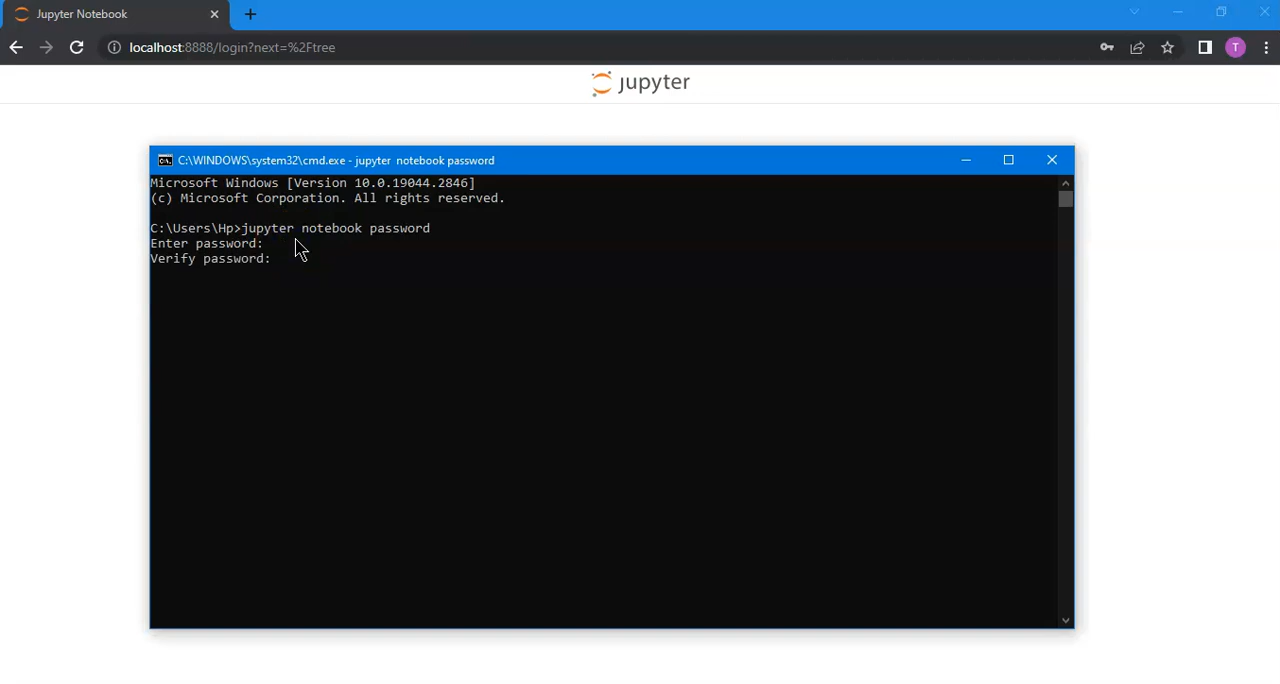 Jupyter Notebook
localhost:8888/login?next=%2Ftree
T
jupyter
C:\WINDOWS\system32\cmd.exe - jupyter  notebook password
Microsoft Windows [Version 10.0.19044.2846]
(c) Microsoft Corporation. All rights reserved.
C:\Users\Hp>jupyter notebook password
Enter password:
Verify password: